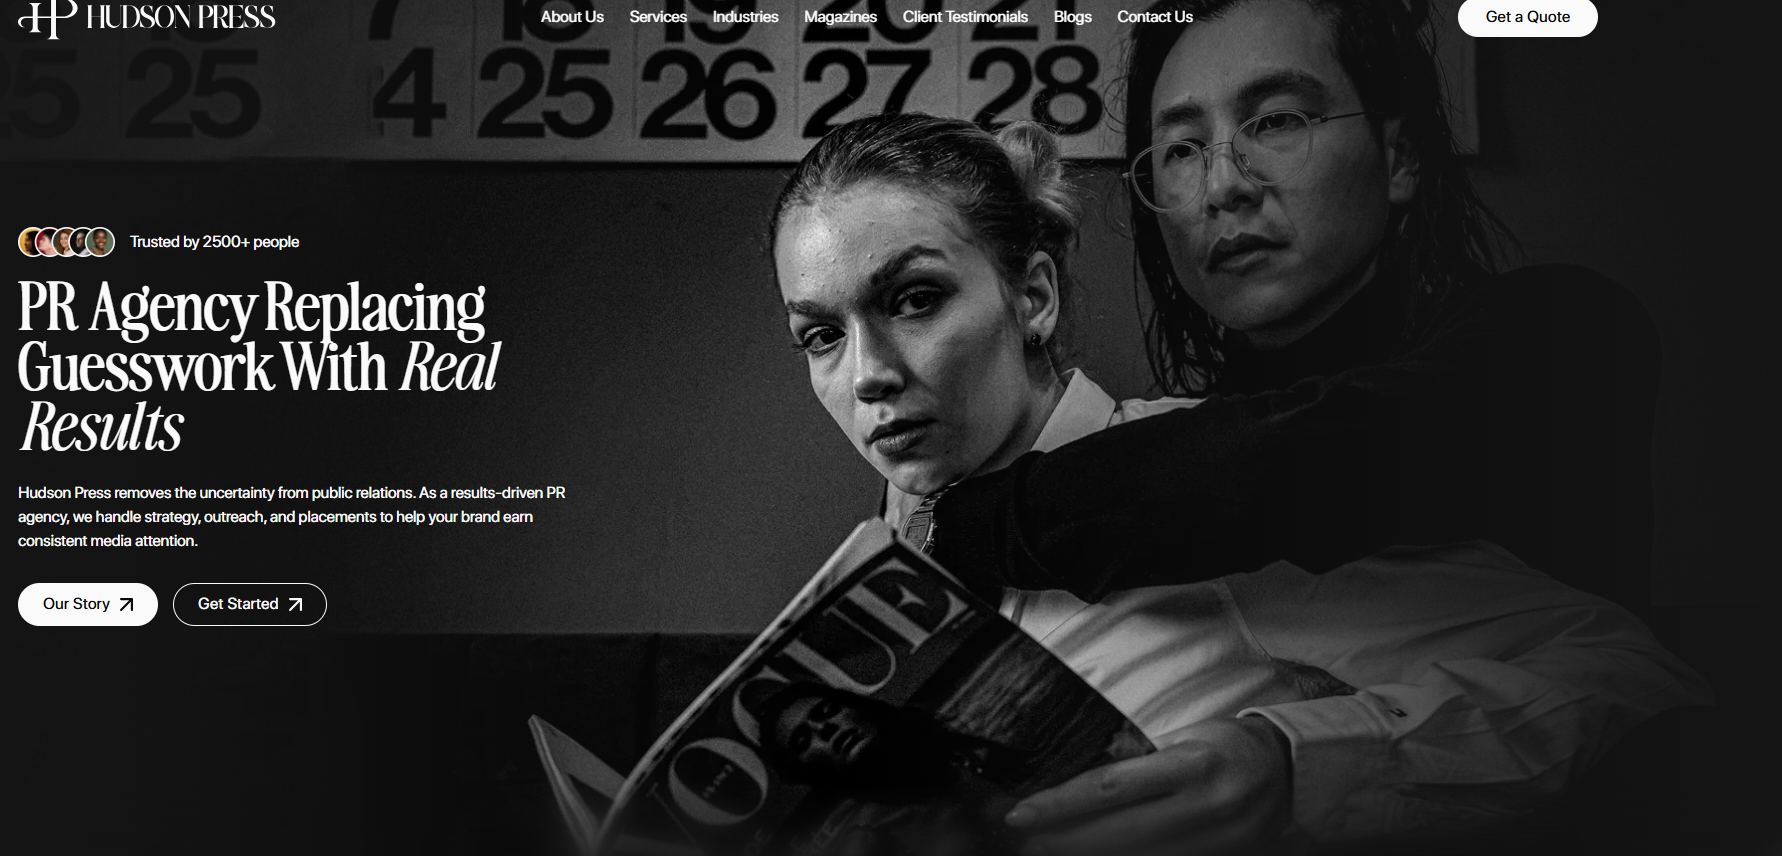 HP HUDSON PRESS
About Us Services Industries Magazines Client Testimonials Blogs Contact Us
Get a Quote
25 25 4 25 26 27 28
Trusted by 2500+ people
PR Agency Replacing
Guesswork With Real
Results
Hudson Press removes the uncertainty from public relations. As a results-driven PR
agency, we handle strategy, outreach, and placements to help your brand earn
consistent media attention.
Our Story
Get Started
VOGUE